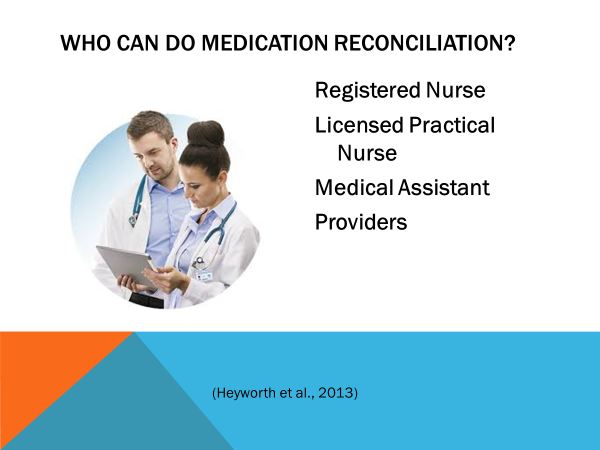 WHO CAN DO MEDICATION RECONCILIATION?
Registered Nurse
Licensed Practical
Nurse
Medical Assistant
Providers
(Heyworth et al., 2013)